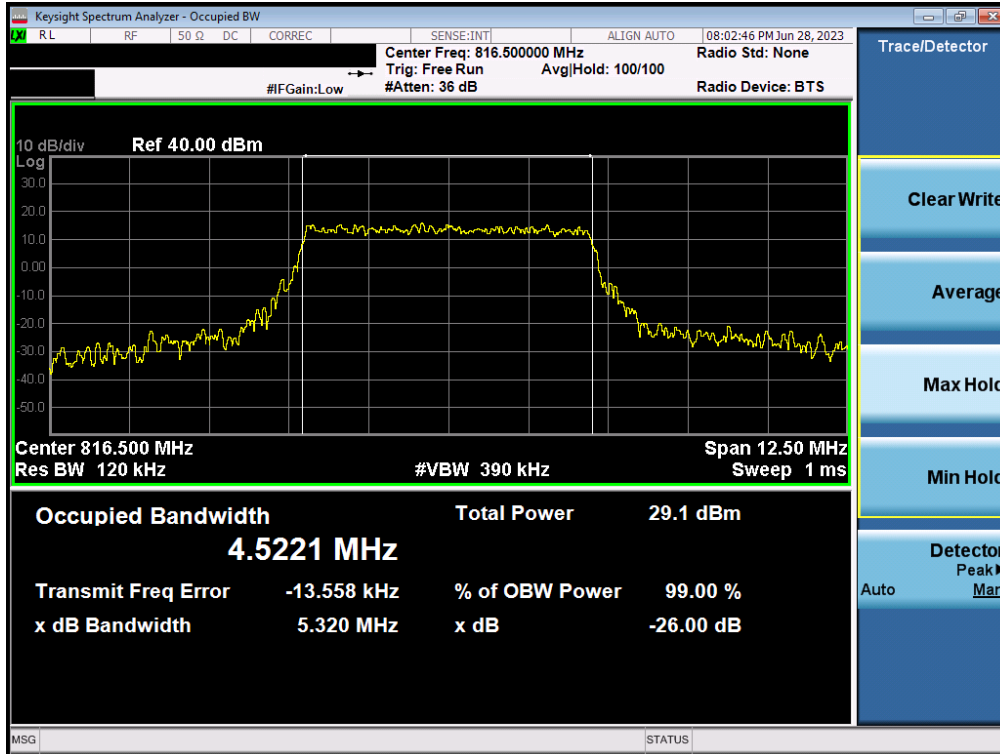 Keysight Spectrum Analyzer - Occupied BW
LXI RL RF 50 Ω DC CORREC SENSE:INT ALIGN AUTO 08:02:46 PM Jun 28, 2023
Center Freq: 816.500000 MHz Radio Std: None
Trig: Free Run Avg|Hold: 100/100
#IFGain:Low #Atten: 36 dB Radio Device: BTS
Trace/Detector
10 dB/div Ref 40.00 dBm
Log
30.0
20.0
10.0
0.00
-10.0
-20.0
-30.0
-40.0
-50.0
Center 816.500 MHz Span 12.50 MHz
Res BW 120 kHz #VBW 390 kHz Sweep 1 ms
Occupied Bandwidth Total Power 29.1 dBm
4.5221 MHz
Transmit Freq Error -13.558 kHz % of OBW Power 99.00 %
x dB Bandwidth 5.320 MHz x dB -26.00 dB
Clear Write
Average
Max Hold
Min Hold
Detector
Peak
Auto Man
MSG STATUS